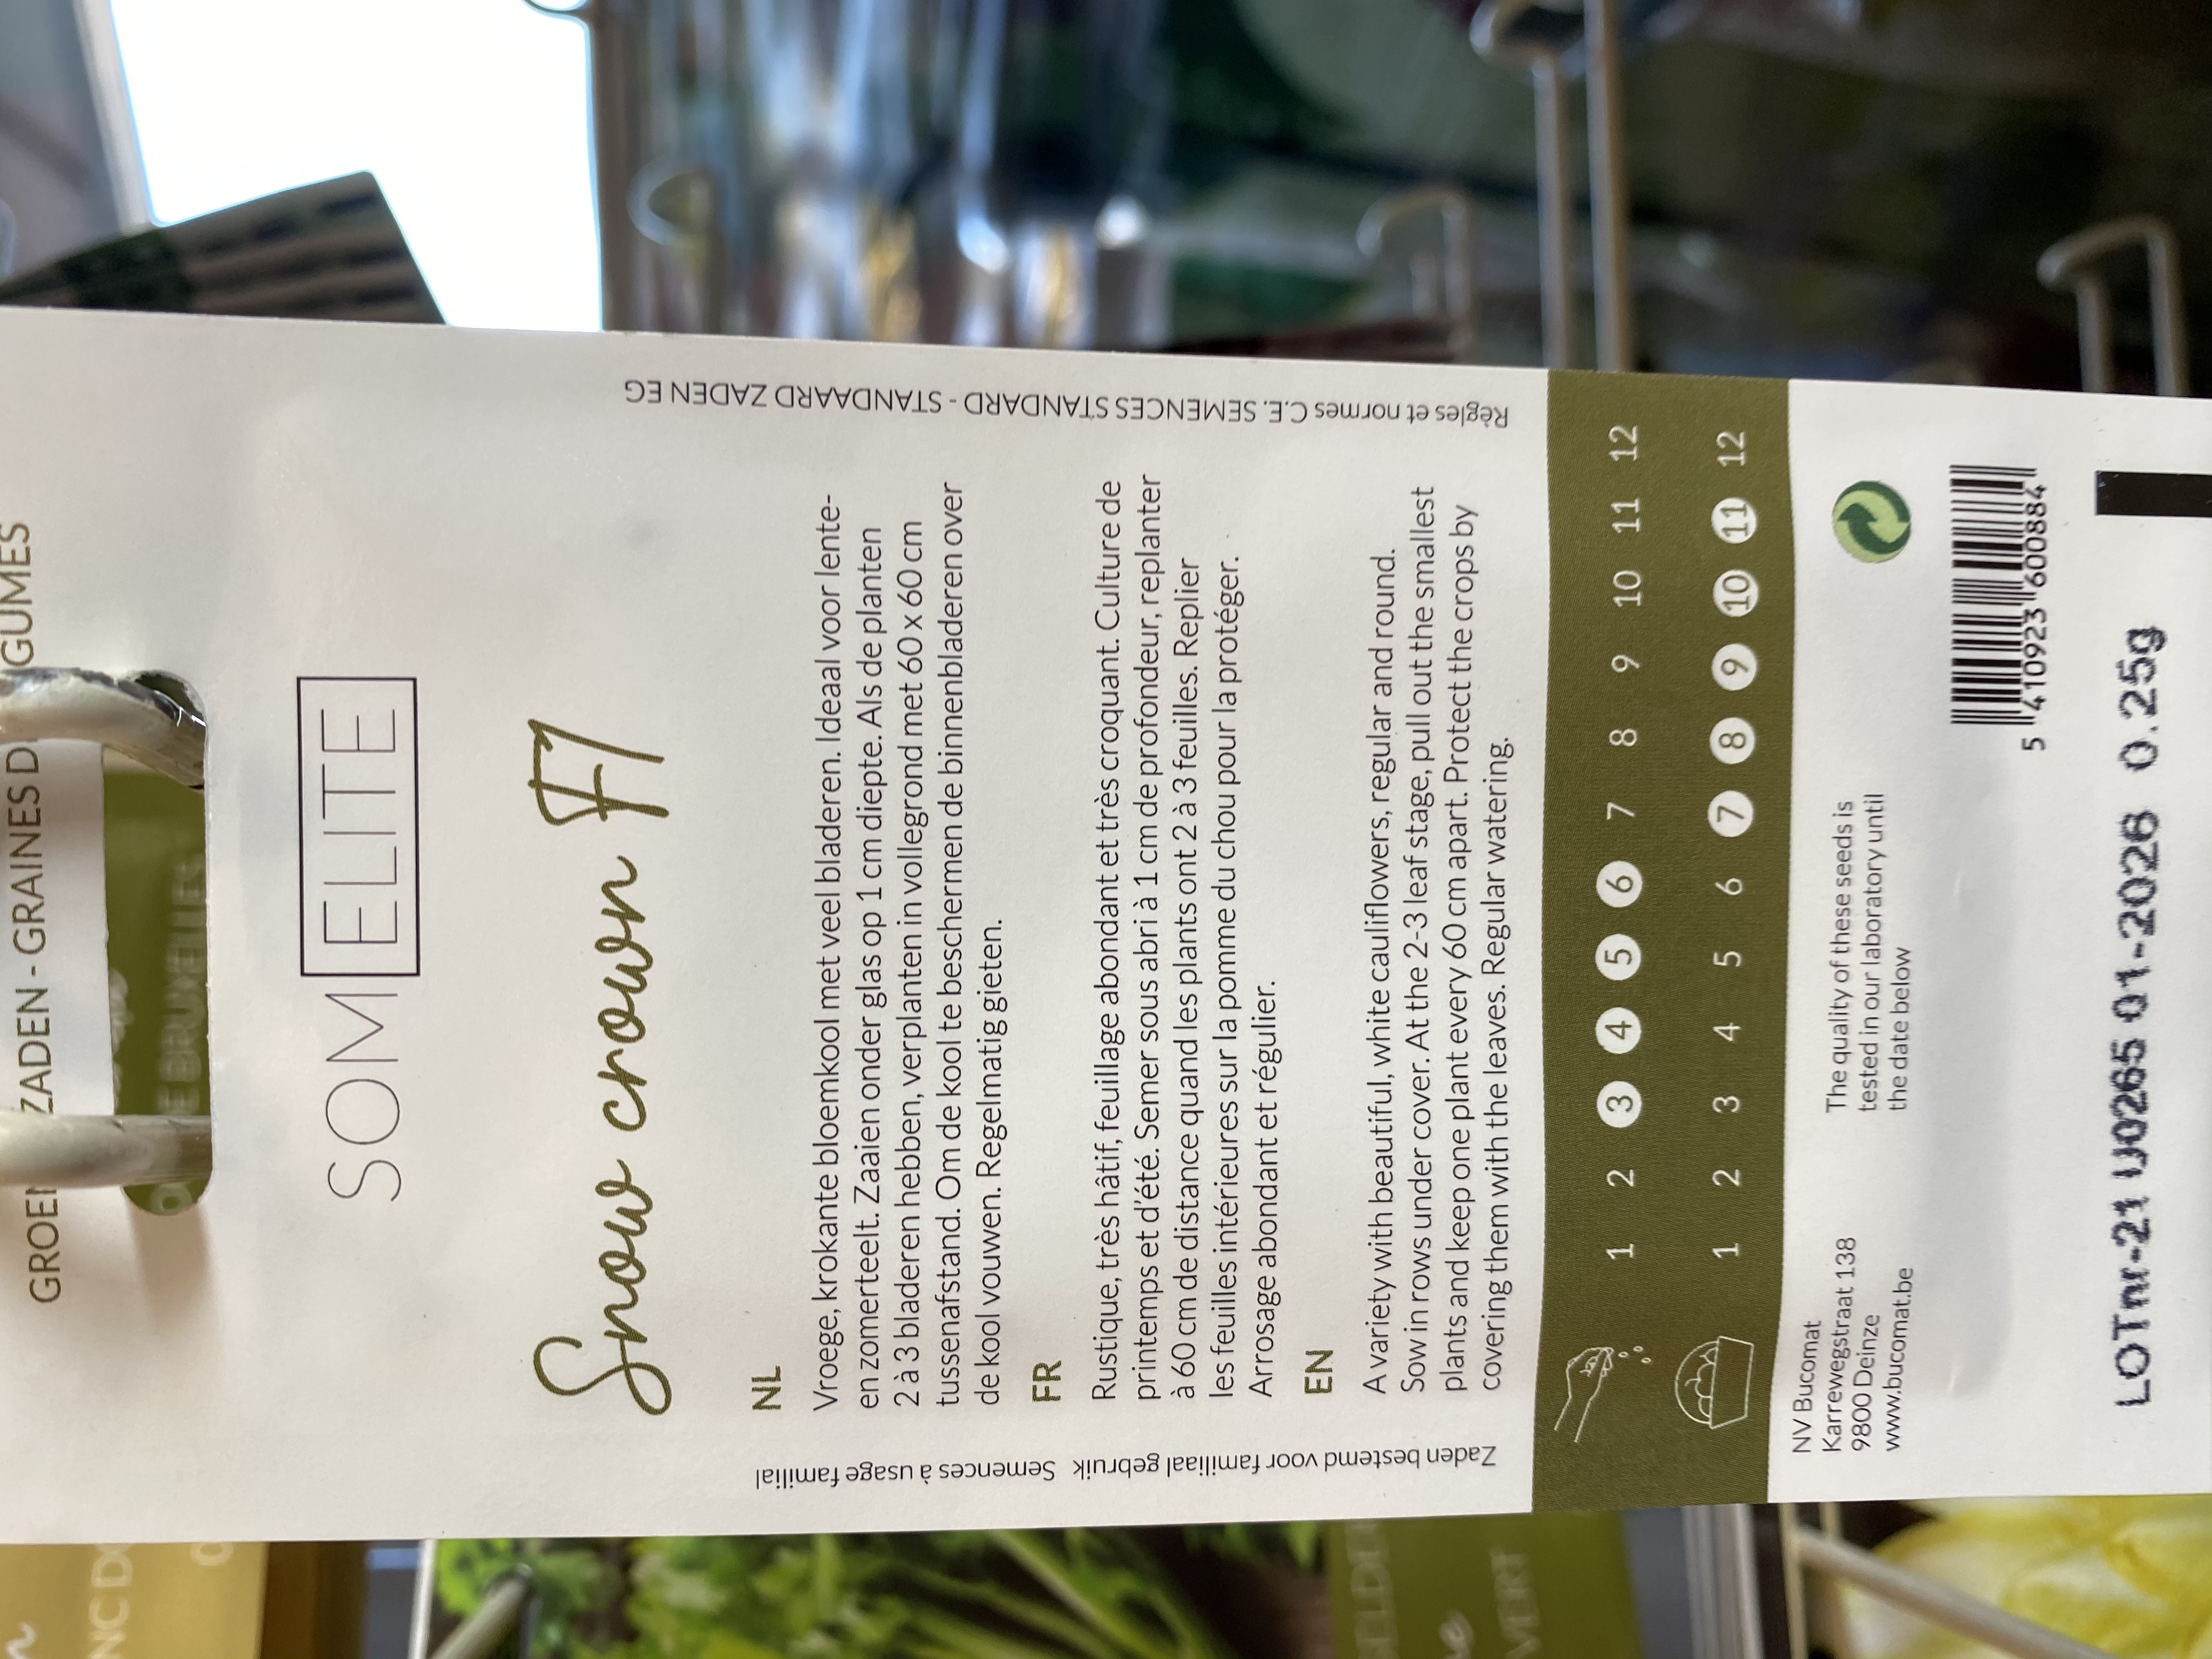 GROEN ZADEN - GRAINES D GUMES
SOM ELITE
Snow crown F1
NL
Vroege, krokante bloemkool met veel bladeren. Ideaal voor lente-
en zomerteelt. Zaaien onder glas op 1 cm diepte. Als de planten
2 à 3 bladeren hebben, verplanten in vollegrond met 60 x 60 cm
tussenafstand. Om de kool te beschermen de binnenbladeren over
de kool vouwen. Regelmatig gieten.
FR
Rustique, très hâtif, feuillage abondant et très croquant. Culture de
printemps et d'été. Semer sous abri à 1 cm de profondeur, replanter
à 60 cm de distance quand les plants ont 2 à 3 feuilles. Replier
les feuilles intérieures sur la pomme du chou pour la protéger.
Arrosage abondant et régulier.
EN
A variety with beautiful, white cauliflowers, regular and round.
Sow in rows under cover. At the 2-3 leaf stage, pull out the smallest
plants and keep one plant every 60 cm apart. Protect the crops by
covering them with the leaves. Regular watering.
Zaden bestemd voor familiaal gebruik Semences à usage familial
Règles et normes C.E. SEMENCES STANDARD - STANDAARD ZADEN EG
1 2 3 4 5 6 7 8 9 10 11 12
1 2 3 4 5 6 7 8 9 10 11 12
NV Bucomat
Karrewegstraat 138
9800 Deinze
www.bucomat.be
The quality of these seeds is
tested in our laboratory until
the date below
5 410923 600884
LOTnr-21 U0265 01-2026 0.25g
VERT